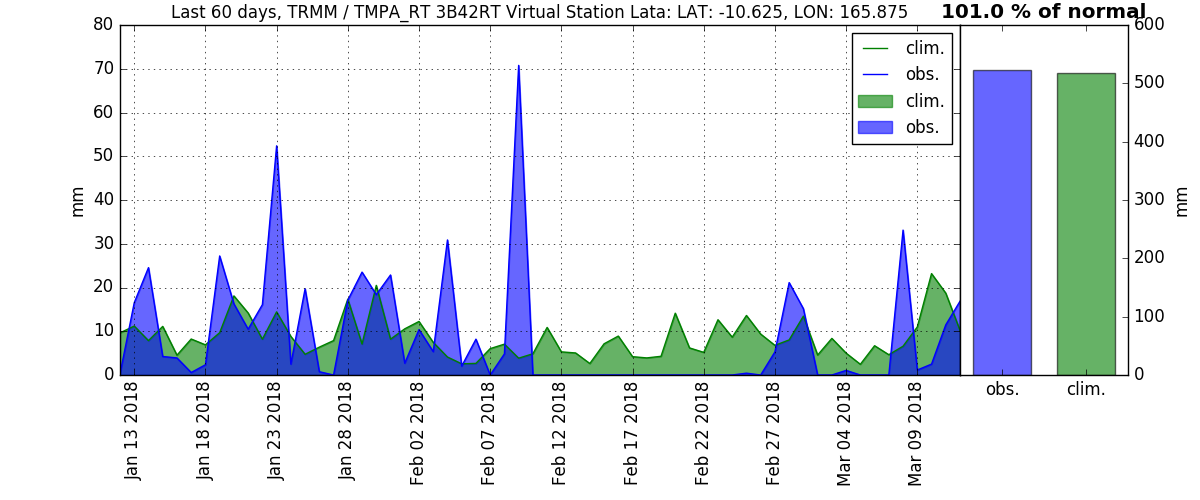 Last 60 days, TRMM / TMPA_RT 3B42RT Virtual Station Lata: LAT: -10.625, LON: 165.875
101.0 % of normal
80
70
60
50
40
30
20
10
0
mm
clim.
obs.
clim.
obs.
600
500
400
300
200
100
0
mm
obs.
clim.
Jan 13 2018
Jan 18 2018
Jan 23 2018
Jan 28 2018
Feb 02 2018
Feb 07 2018
Feb 12 2018
Feb 17 2018
Feb 22 2018
Feb 27 2018
Mar 04 2018
Mar 09 2018